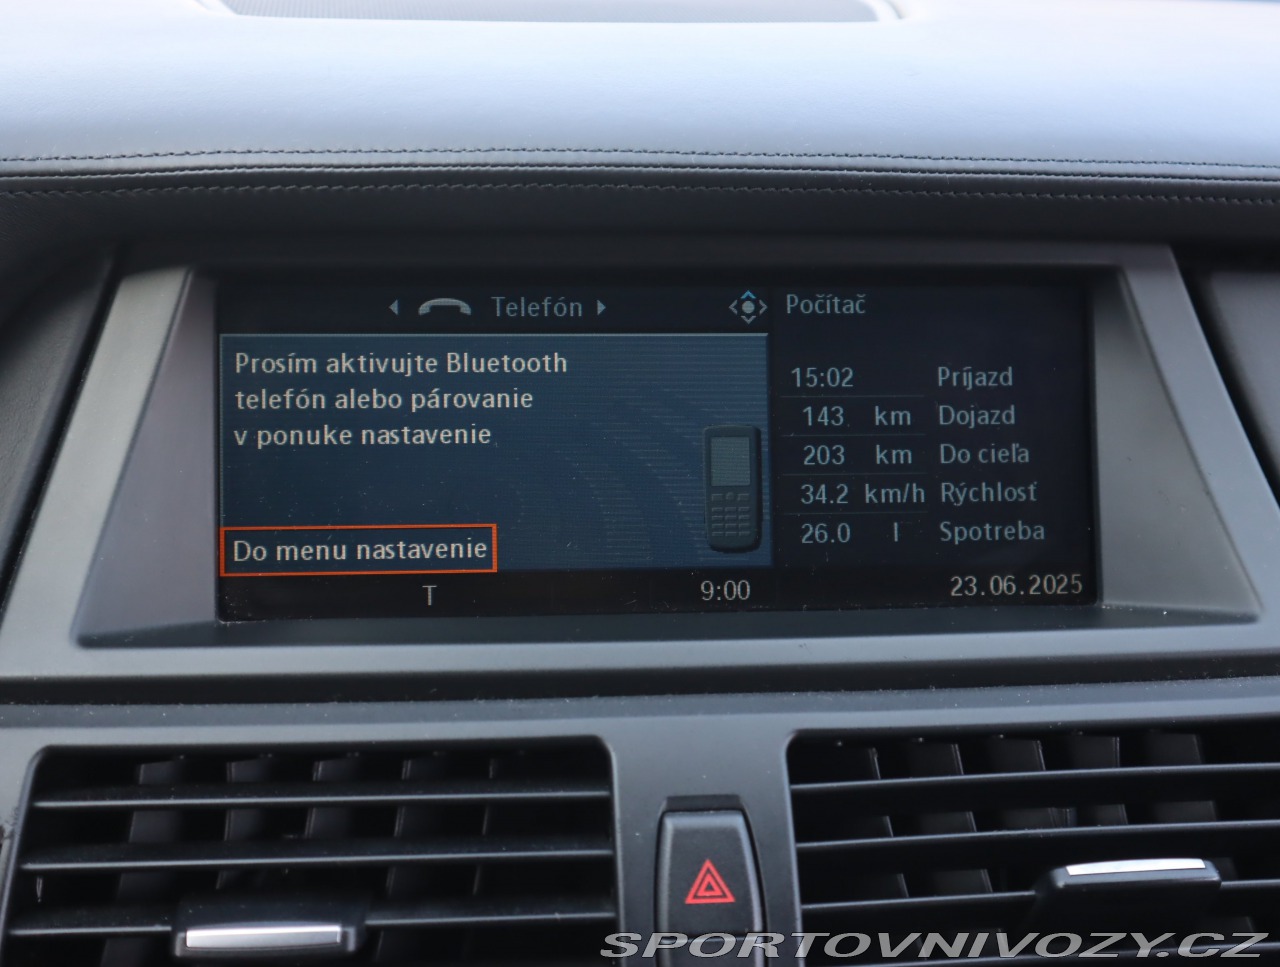 Telefón
Počítač
Prosím aktivujte Bluetooth
telefón alebo párovanie
v ponuke nastavenie
Do menu nastavenie
15:02 Príjazd
143 km Dojazd
203 km Do cieľa
34.2 km/h Rýchlosť
26.0 l Spotreba
T 9:00 23.06.2025
SPORTOVNIVOZY.CZ